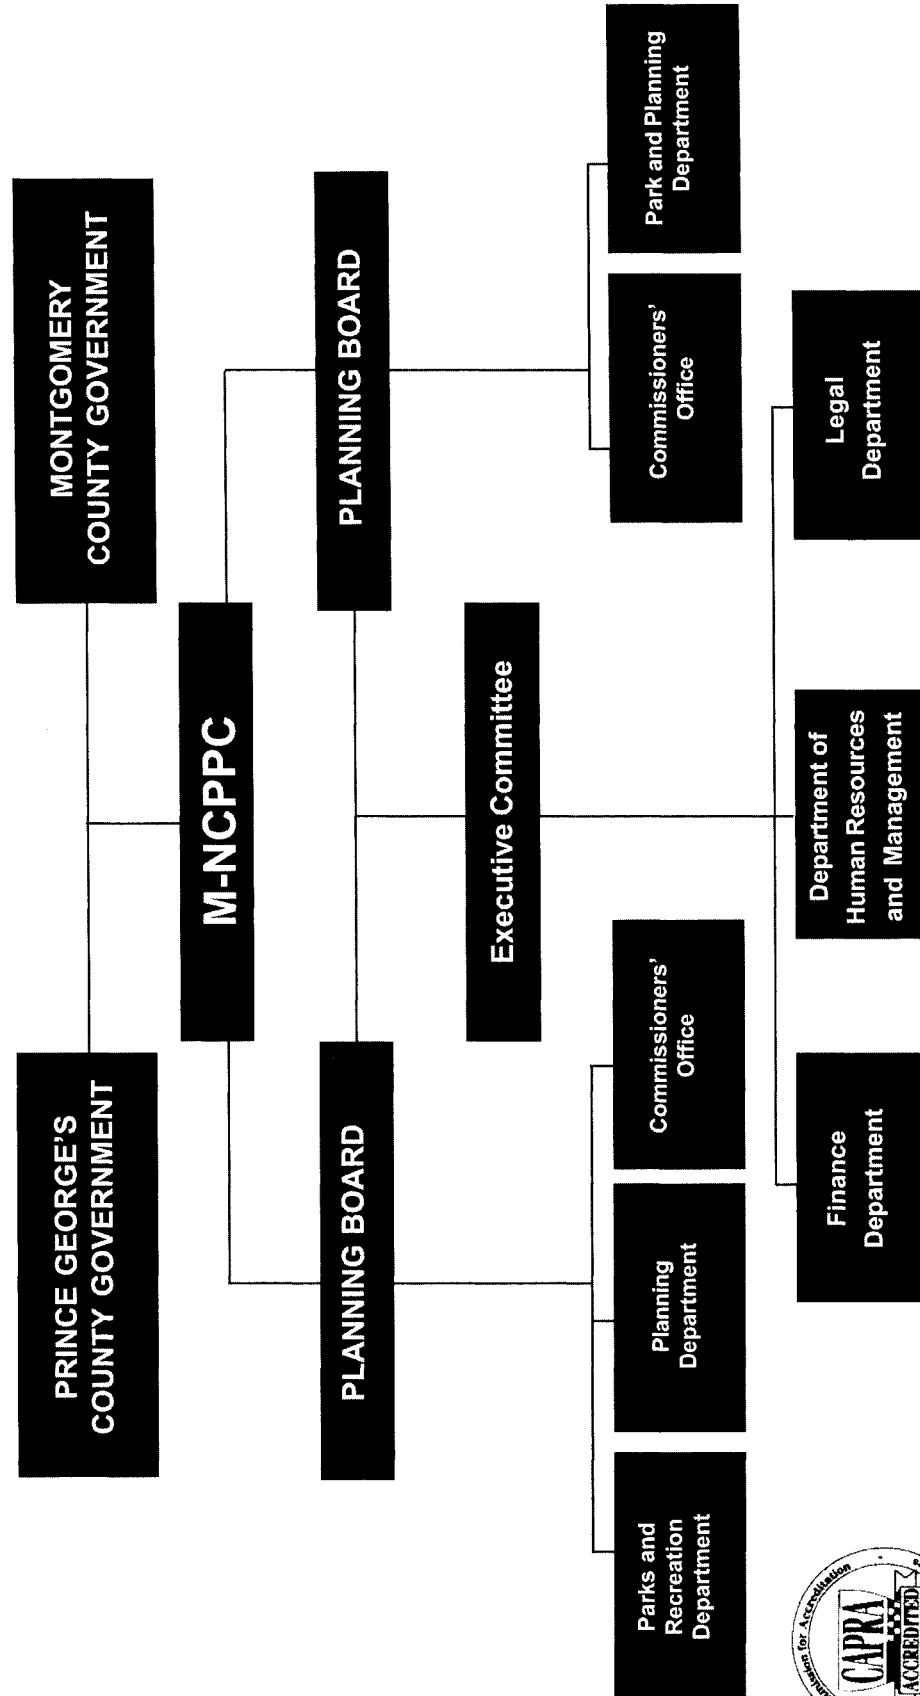 PRINCE GEORGE'S
COUNTY GOVERNMENT
MONTGOMERY
COUNTY GOVERNMENT
M-NCPPC
PLANNING BOARD
PLANNING BOARD
Executive Committee
Parks and
Recreation
Department
Planning
Department
Commissioners'
Office
Commissioners'
Office
Park and Planning
Department
Finance
Department
Department of
Human Resources
and Management
Legal
Department
for Accreditation
CAPRA
ACCREDITED